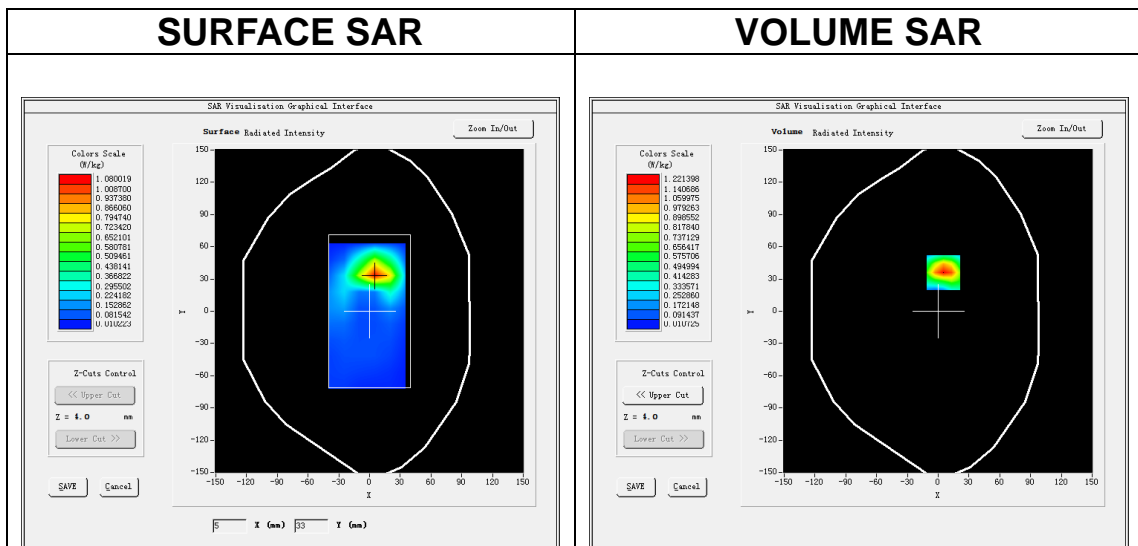 SURFACE SAR
VOLUME SAR
SAR Visualisation Graphical Interface
Surface Radiated Intensity
Zoom In/Out
Colors Scale
(W/kg)
1.080019
1.008700
0.937380
0.866060
0.794740
0.723420
0.652101
0.580781
0.509461
0.438141
0.366822
0.295502
0.224182
0.152862
0.081542
0.010223
Z-Cuts Control
<< Upper Cut
Z = 4.0 mm
Lower Cut >>
SAVE
Cancel
150
120
90
60
30
0
-30
-60
-90
-120
-150
Y
-150 -120 -90 -60 -30 0 30 60 90 120 150
X
5 X (mm) 33 Y (mm)
SAR Visualisation Graphical Interface
Volume Radiated Intensity
Zoom In/Out
Colors Scale
(W/kg)
1.221398
1.140686
1.059975
0.979263
0.898552
0.817840
0.737129
0.656417
0.575706
0.494994
0.414283
0.333571
0.252860
0.172148
0.091437
0.010725
Z-Cuts Control
<< Upper Cut
Z = 4.0 mm
Lower Cut >>
SAVE
Cancel
150
120
90
60
30
0
-30
-60
-90
-120
-150
Y
-150 -120 -90 -60 -30 0 30 60 90 120 150
X